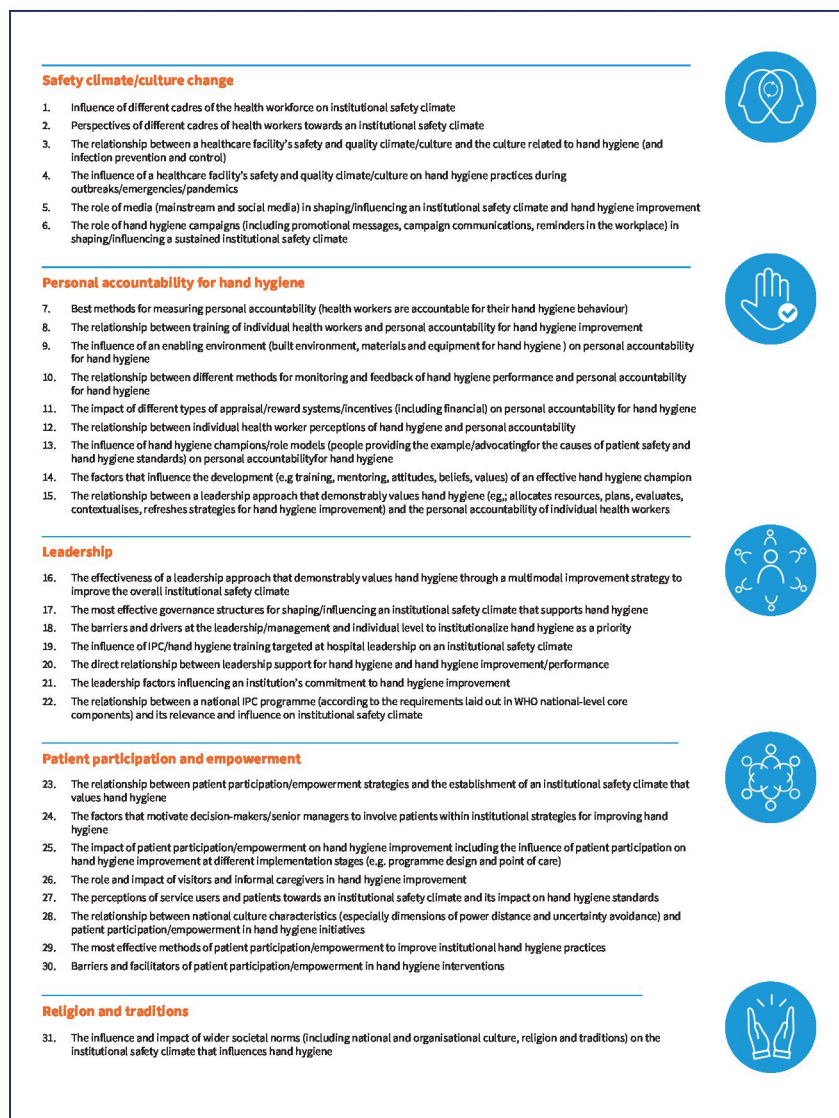 Safety climate/culture change
1. Influence of different cadres of the health workforce on institutional safety climate
2. Perspectives of different cadres of health workers towards an institutional safety climate
3. The relationship between a healthcare facility's safety and quality climate/culture and the culture related to hand hygiene (and
infection prevention and control)
4. The influence of a healthcare facility's safety and quality climate/culture on hand hygiene practices during
outbreaks/emergencies/pandemics
5. The role of media (mainstream and social media) in shaping/influencing an institutional safety climate and hand hygiene improvement
6. The role of hand hygiene campaigns (including promotional messages, campaign communications, reminders in the workplace) in
shaping/influencing a sustained institutional safety climate
Personal accountability for hand hygiene
7. Best methods for measuring personal accountability (health workers are accountable for their hand hygiene behaviour)
8. The relationship between training of individual health workers and personal accountability for hand hygiene improvement
9. The influence of an enabling environment (built environment, materials and equipment for hand hygiene ) on personal accountability
for hand hygiene
10. The relationship between different methods for monitoring and feedback of hand hygiene performance and personal accountability
for hand hygiene
11. The impact of different types of appraisal/reward systems/incentives (including financial) on personal accountability for hand hygiene
12. The relationship between individual health worker perceptions of hand hygiene and personal accountability
13. The influence of hand hygiene champions/role models (people providing the example/advocatingfor the causes of patient safety and
hand hygiene standards) on personal accountabilityfor hand hygiene
14. The factors that influence the development (e.g training, mentoring, attitudes, beliefs, values) of an effective hand hygiene champion
15. The relationship between a leadership approach that demonstrably values hand hygiene (eg,; allocates resources, plans, evaluates,
contextualises, refreshes strategies for hand hygiene improvement) and the personal accountability of individual health workers
Leadership
16. The effectiveness of a leadership approach that demonstrably values hand hygiene through a multimodal improvement strategy to
improve the overall institutional safety climate
17. The most effective governance structures for shaping/influencing an institutional safety climate that supports hand hygiene
18. The barriers and drivers at the leadership/management and individual level to institutionalize hand hygiene as a priority
19. The influence of IPC/hand hygiene training targeted at hospital leadership on an institutional safety climate
20. The direct relationship between leadership support for hand hygiene and hand hygiene improvement/performance
21. The leadership factors influencing an institution's commitment to hand hygiene improvement
22. The relationship between a national IPC programme (according to the requirements laid out in WHO national-level core
components) and its relevance and influence on institutional safety climate
Patient participation and empowerment
23. The relationship between patient participation/empowerment strategies and the establishment of an institutional safety climate that
values hand hygiene
24. The factors that motivate decision-makers/senior managers to involve patients within institutional strategies for improving hand
hygiene
25. The impact of patient participation/empowerment on hand hygiene improvement including the influence of patient participation on
hand hygiene improvement at different implementation stages (e.g. programme design and point of care)
26. The role and impact of visitors and informal caregivers in hand hygiene improvement
27. The perceptions of service users and patients towards an institutional safety climate and its impact on hand hygiene standards
28. The relationship between national culture characteristics (especially dimensions of power distance and uncertainty avoidance) and
patient participation/empowerment in hand hygiene initiatives
29. The most effective methods of patient participation/empowerment to improve institutional hand hygiene practices
30. Barriers and facilitators of patient participation/empowerment in hand hygiene interventions
Religion and traditions
31. The influence and impact of wider societal norms (including national and organisational culture, religion and traditions) on the
institutional safety climate that influences hand hygiene